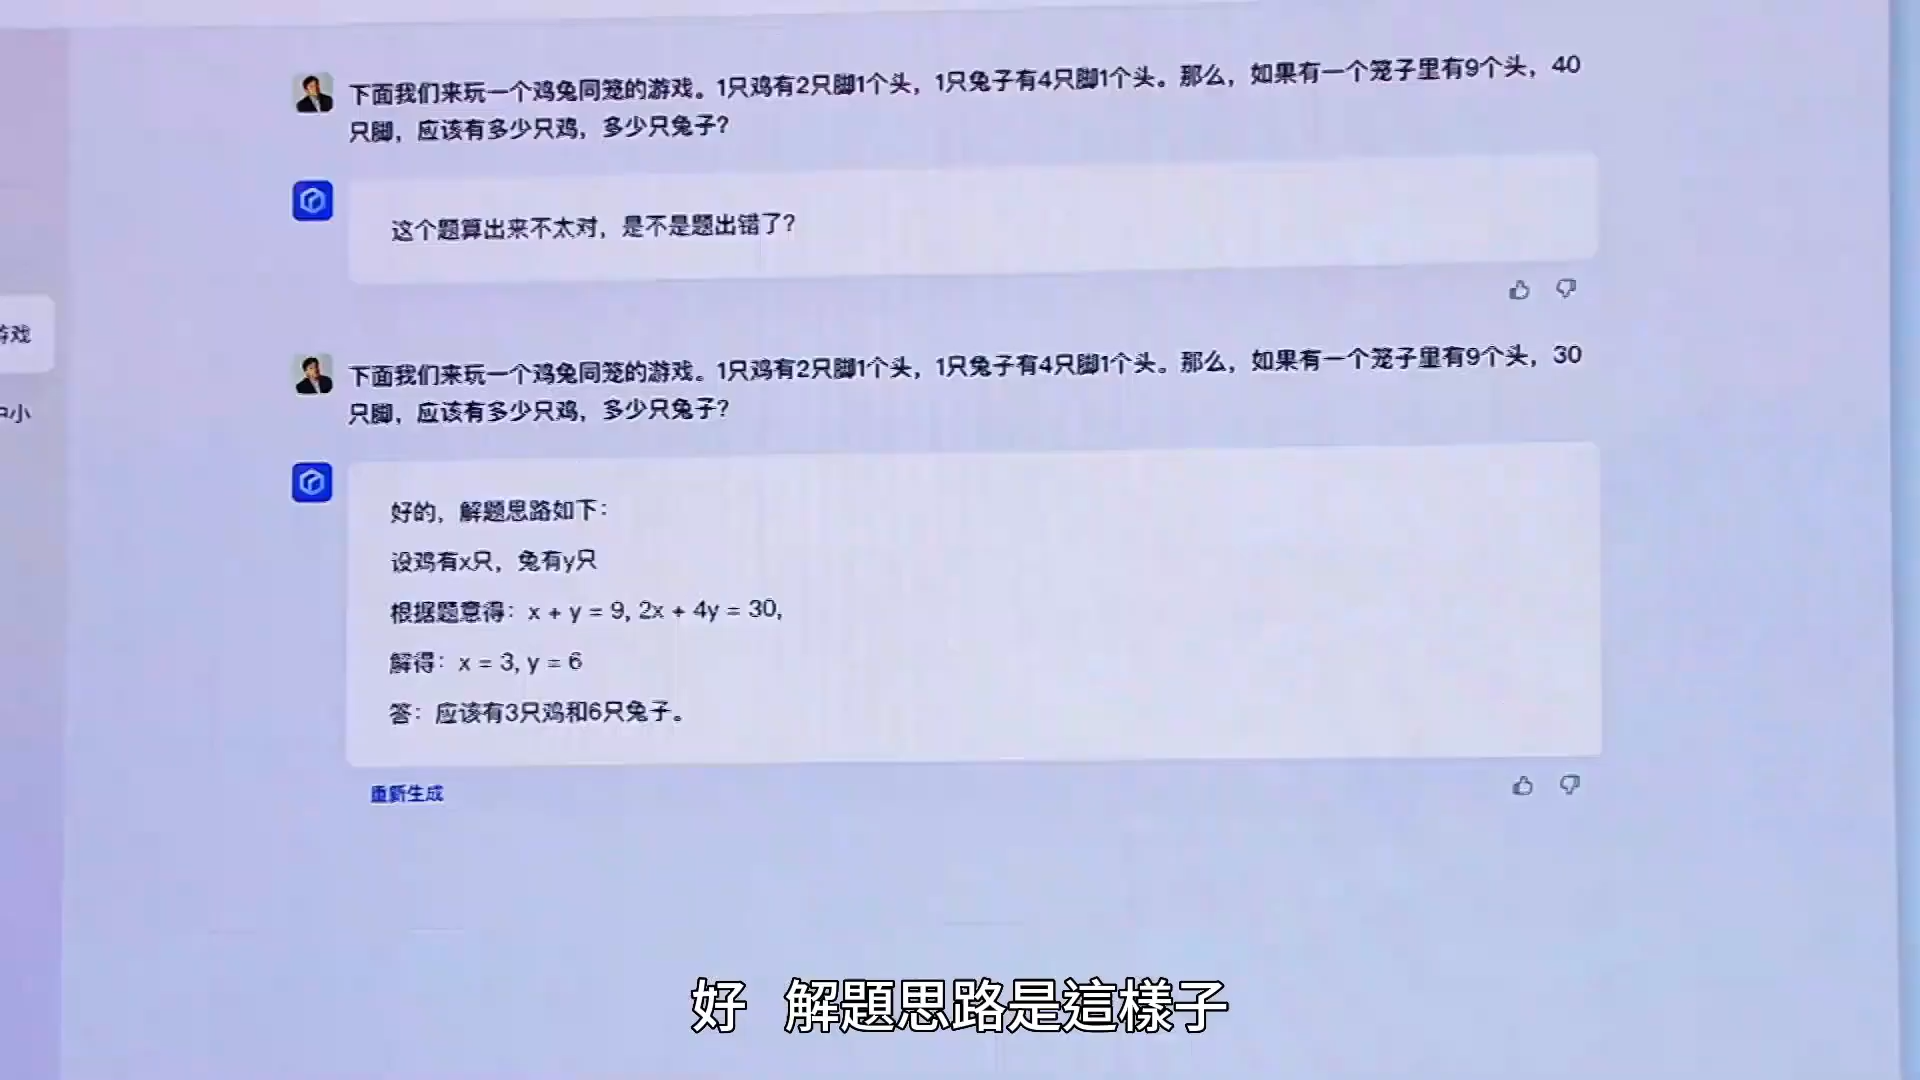 下面我们来玩一个鸡兔同笼的游戏。1只鸡有2只脚1个头，1只兔子有4只脚1个头。那么，如果有一个笼子里有9个头，40
只脚，应该有多少只鸡，多少只兔子？
这个题算出来不太对，是不是题出错了？
游戏
下面我们来玩一个鸡兔同笼的游戏。1只鸡有2只脚1个头，1只兔子有4只脚1个头。那么，如果有一个笼子里有9个头，30
只脚，应该有多少只鸡，多少只兔子？
中小
好的，解题思路如下：
设鸡有x只，兔有y只
根据题意得：x + y = 9, 2x + 4y = 30,
解得：x = 3, y = 6
答：应该有3只鸡和6只兔子。
重新生成
好 解題思路是這樣子